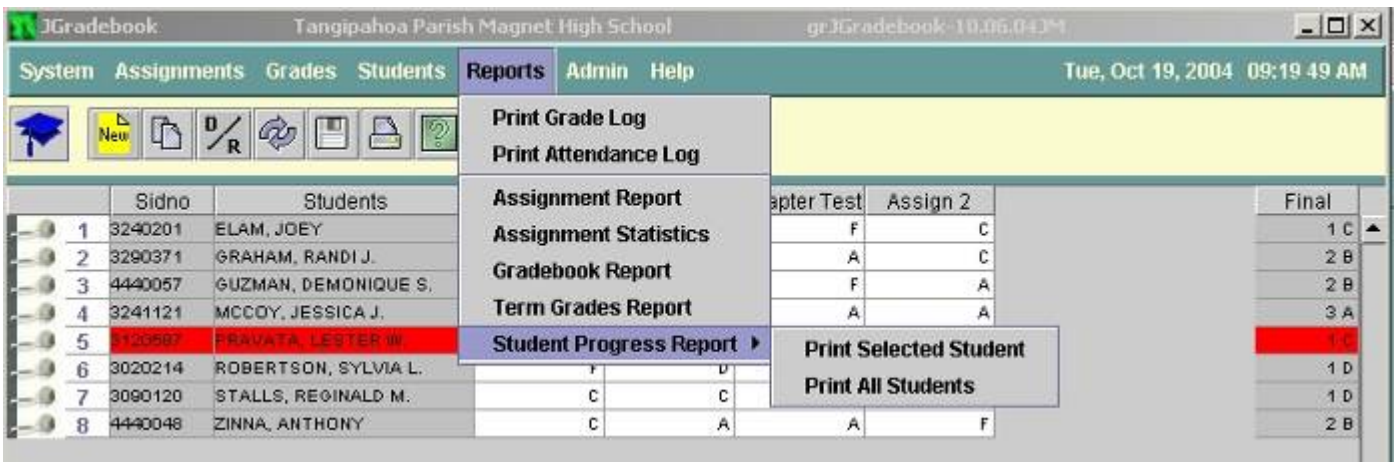 JGradebook Tangipahoa Parish Magnet High School grJGradebook-10.06.04JM
System Assignments Grades Students Reports Admin Help Tue, Oct 19, 2004 09:19 49 AM
New D/R ?
Print Grade Log
Print Attendance Log
Assignment Report
Assignment Statistics
Gradebook Report
Term Grades Report
Student Progress Report
Print Selected Student
Print All Students
Sidno Students apter Test Assign 2 Final
1 3240201 ELAM, JOEY F C 1 C
2 3290371 GRAHAM, RANDI J. A C 2 B
3 4440057 GUZMAN, DEMONIQUE S. F A 2 B
4 3241121 MCCOY, JESSICA J. A A 3 A
5 PRAVATA, LESTER W. 1 C
6 3020214 ROBERTSON, SYLVIA L. F D 1 D
7 3090120 STALLS, REGINALD M. C C 1 D
8 4440048 ZINNA, ANTHONY C A A F 2 B